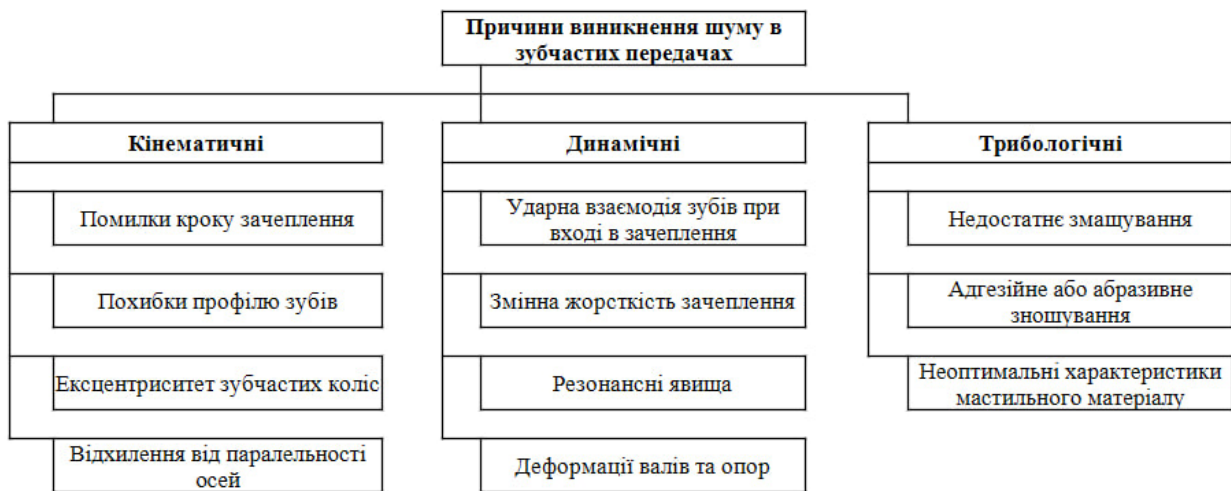 Причини виникнення шуму в
зубчастих передачах
Кінематичні
Помилки кроку зачеплення
Похибки профілю зубів
Ексцентриситет зубчастих коліс
Відхилення від паралельності
осей
Динамічні
Ударна взаємодія зубів при
вході в зачеплення
Змінна жорсткість зачеплення
Резонансні явища
Деформації валів та опор
Трибологічні
Недостатнє змащування
Адгезійне або абразивне
зношування
Неоптимальні характеристики
мастильного матеріалу